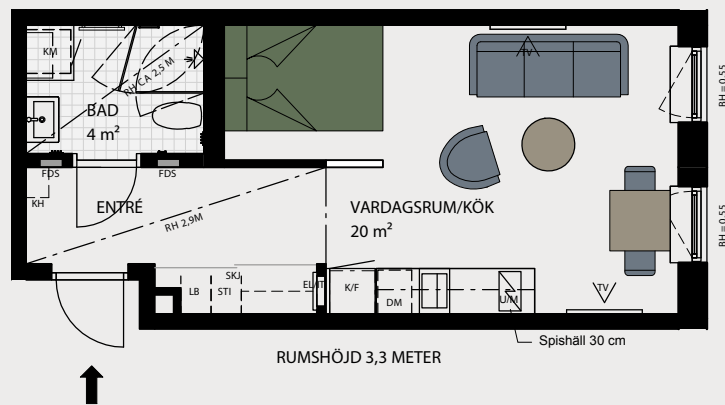 KM
RH CA 2,5 M
BAD
4 m²
FDS
FDS
KH
ENTRÉ
RH 2,9M
TV
BH = 0,55
VARDAGSRUM/KÖK
20 m²
BH = 0,55
LB
SKJ
STI
EL/IT
K/F
DM
U/M
TV
Spishäll 30 cm
RUMSHÖJD 3,3 METER